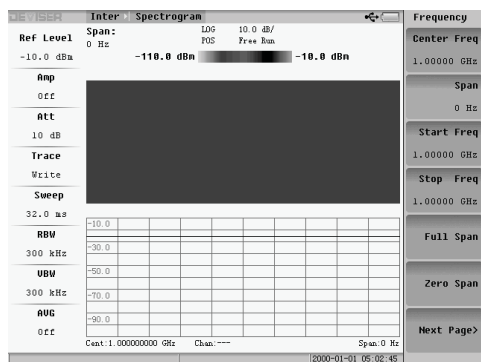 DEVISER
Inter Spectrogram
Frequency
Ref Level
-10.0 dBm
Span:
0 Hz
LOG 10.0 dB/
POS Free Run
-110.0 dBm -10.0 dBm
Amp
Off
Att
10 dB
Trace
Write
Sweep
32.0 ms
RBW
300 kHz
VBW
300 kHz
AVG
Off
-10.0
-30.0
-50.0
-70.0
-90.0
Cent:1.000000000 GHz Chan:--- Span:0 Hz
2000-01-01 05:02:45
Center Freq
1.00000 GHz
Span
0 Hz
Start Freq
1.00000 GHz
Stop Freq
1.00000 GHz
Full Span
Zero Span
Next Page>